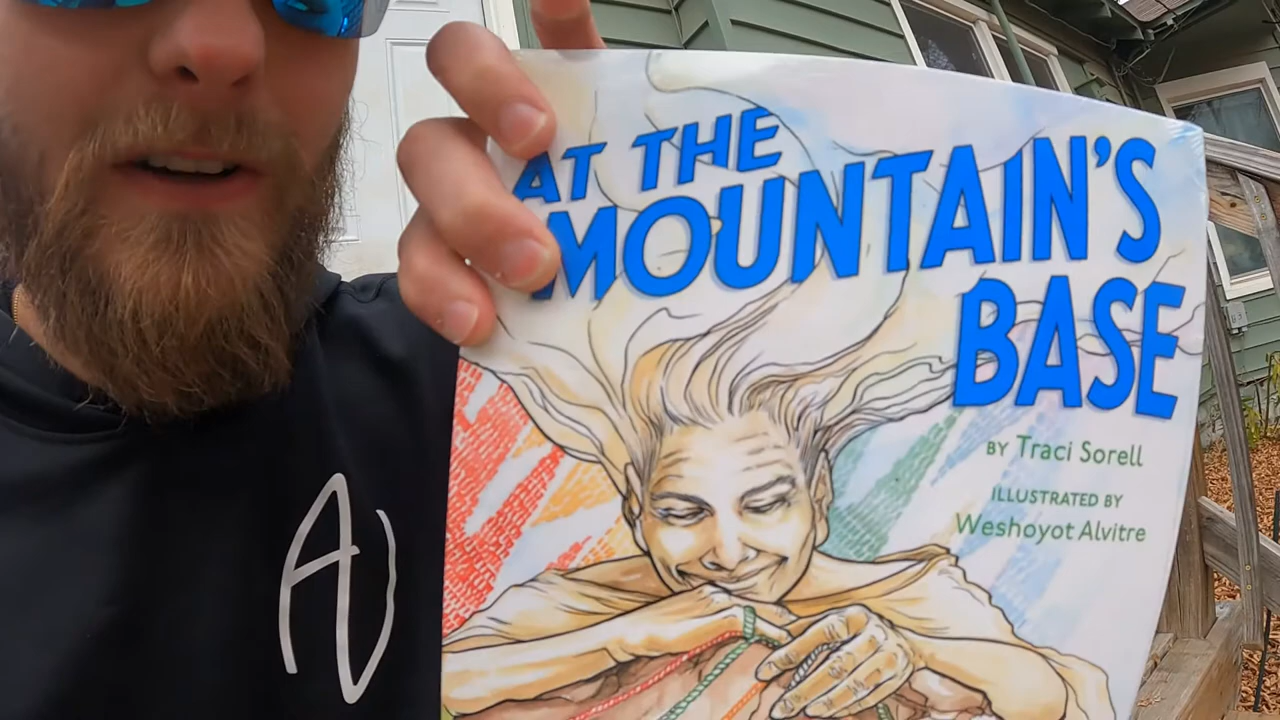 AT THE
MOUNTAIN'S
BASE
BY Traci Sorell
ILLUSTRATED BY
Weshoyot Alvitre